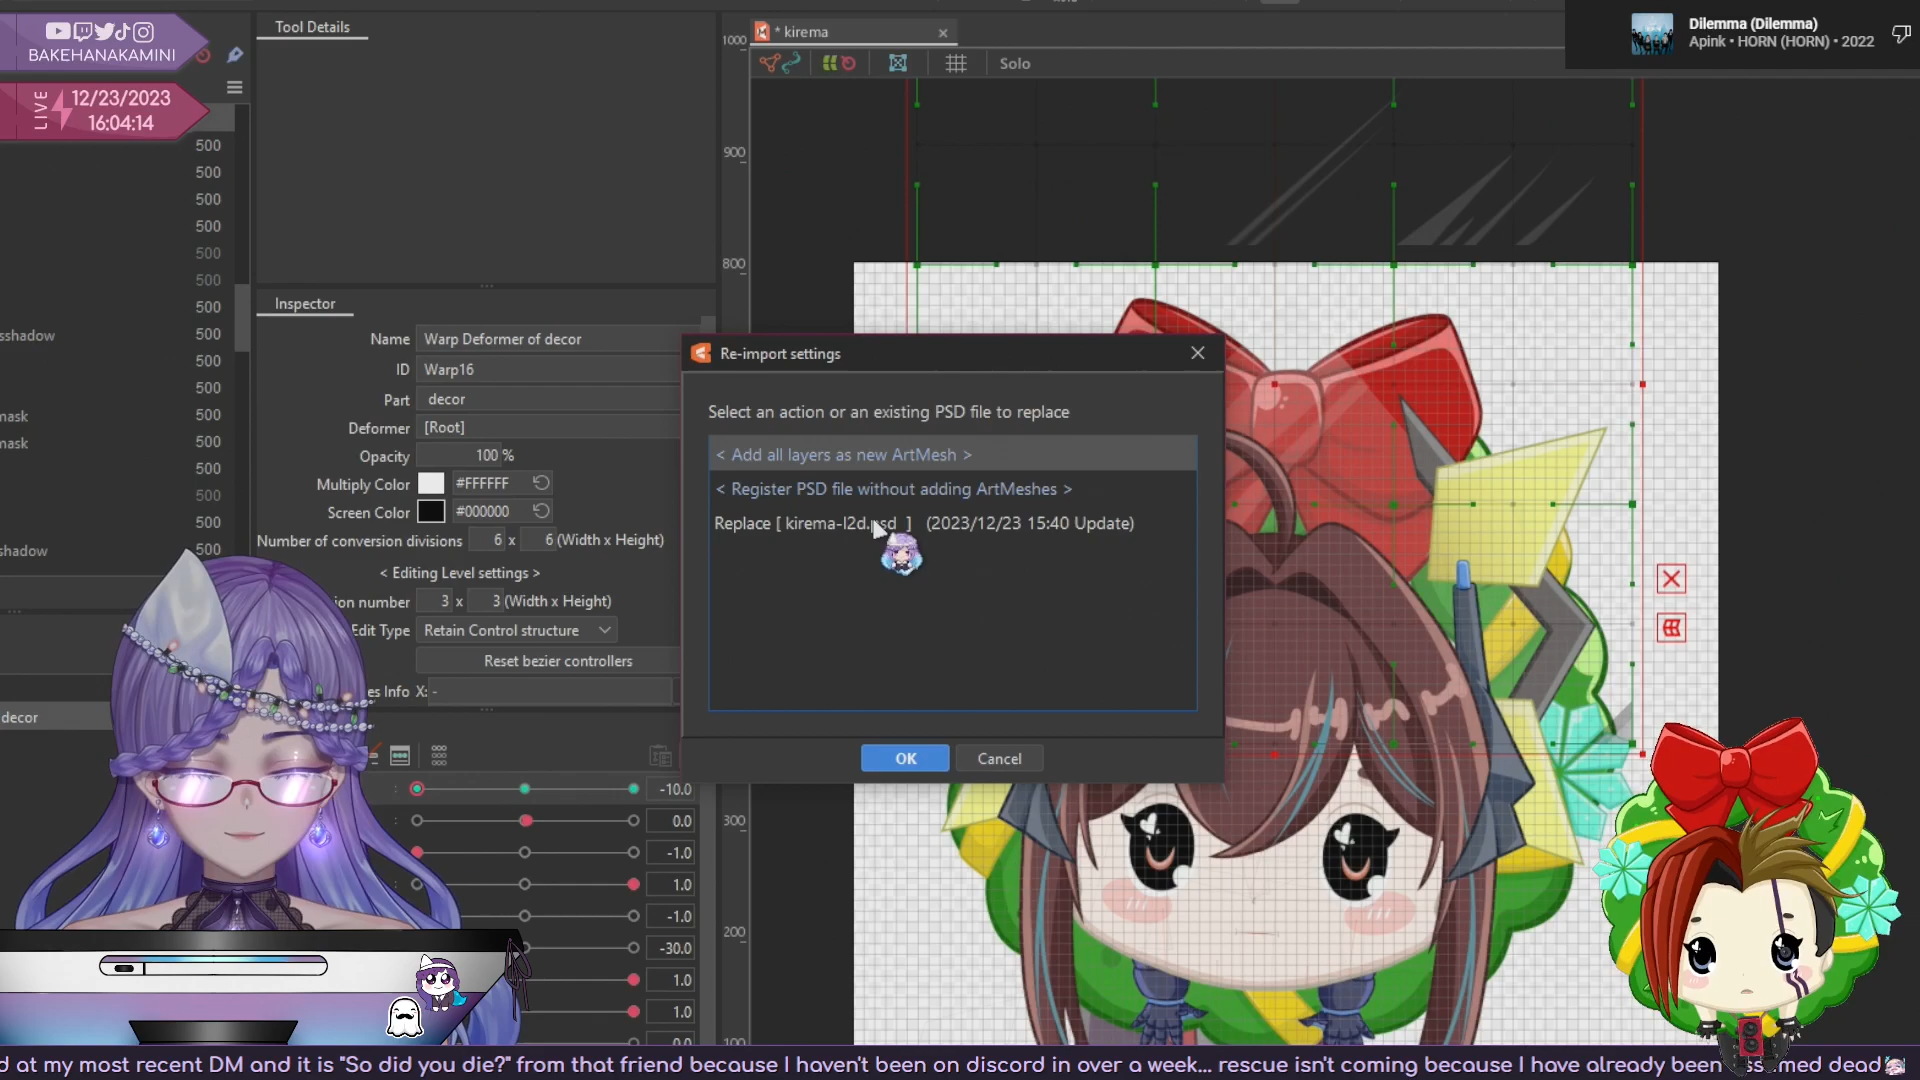 BAKEHANAKAMINI
LIVE
12/23/2023
16:04:14
Tool Details
* kirema
Solo
Dilemma (Dilemma)
Apink • HORN (HORN) • 2022
1000
900
800
300
200
500
500
500
500
500
500
500
500
sshadow
500
500
500
mask
500
mask
500
500
500
500
shadow
500
decor
Inspector
Name Warp Deformer of decor
ID Warp16
Part decor
Deformer [Root]
Opacity 100 %
Multiply Color #FFFFFF
Screen Color #000000
Number of conversion divisions 6 x 6 (Width x Height)
< Editing Level settings >
on number 3 x 3 (Width x Height)
Edit Type Retain Control structure
Reset bezier controllers
es Info X: -
-10.0
0.0
-1.0
1.0
-1.0
-30.0
1.0
1.0
0.0
Re-import settings
Select an action or an existing PSD file to replace
< Add all layers as new ArtMesh >
< Register PSD file without adding ArtMeshes >
Replace [ kirema-l2d.psd ] (2023/12/23 15:40 Update)
OK
Cancel
d at my most recent DM and it is "So did you die?" from that friend because I haven't been on discord in over a week... rescue isn't coming because I have already been dead